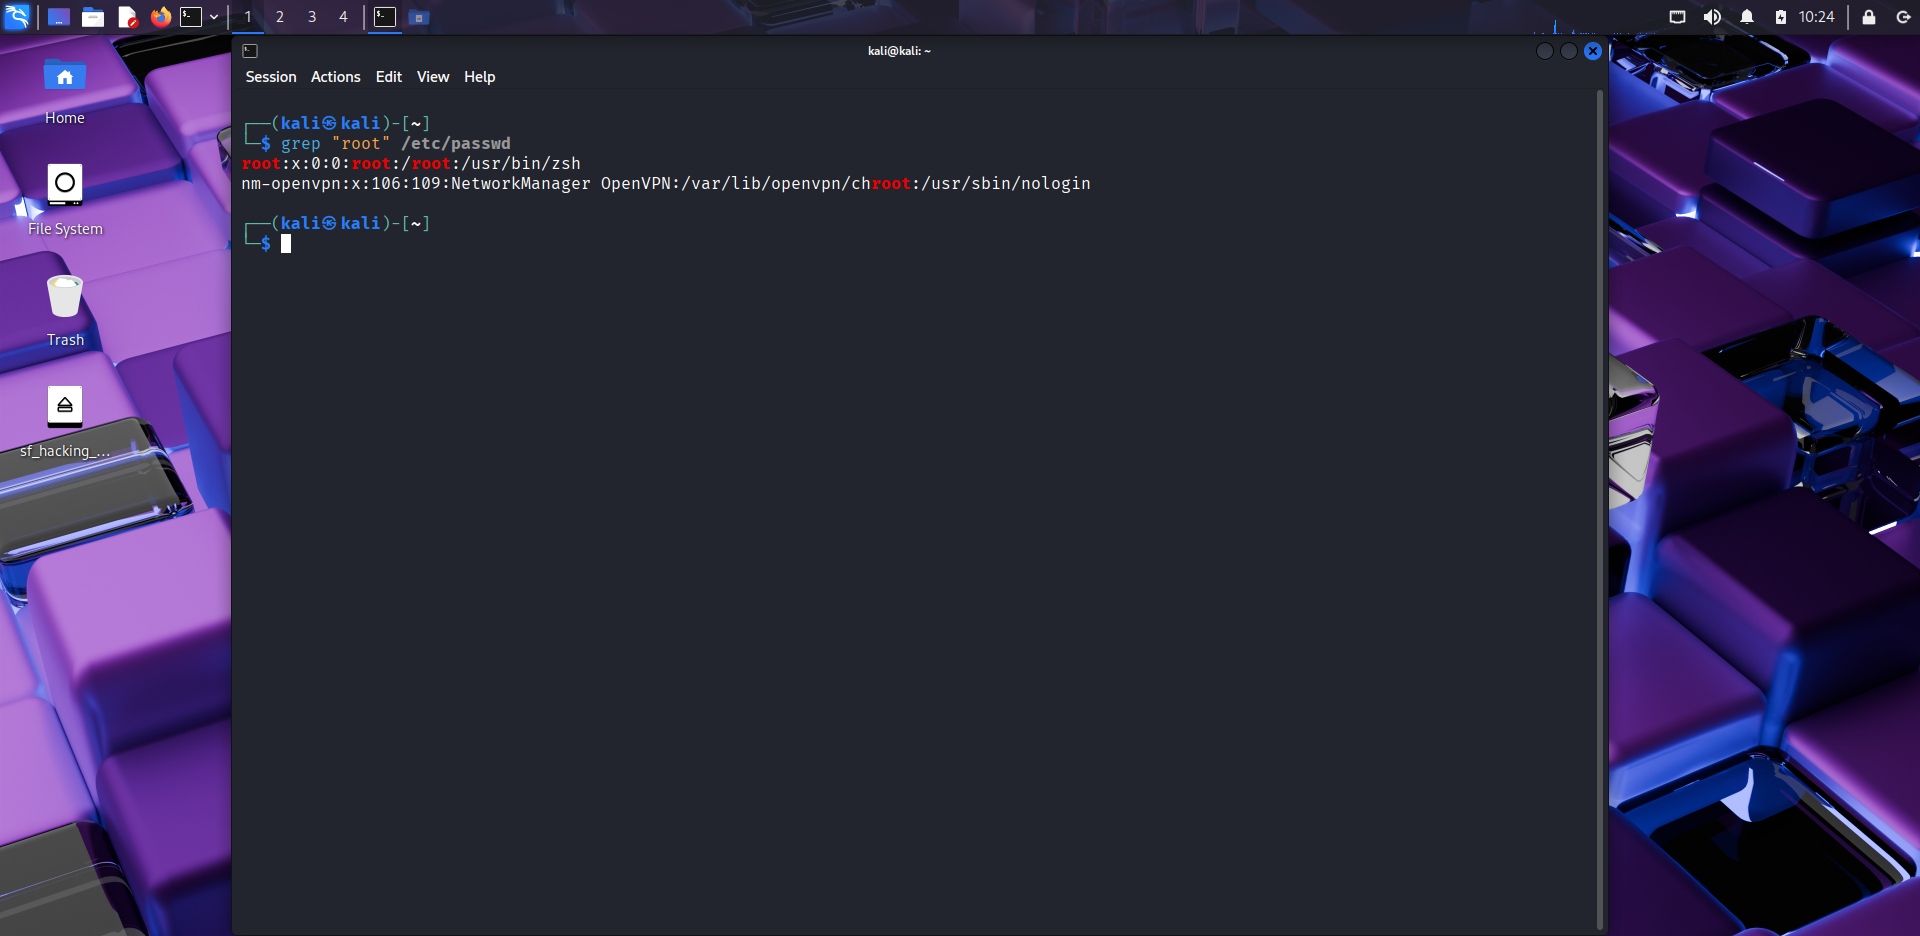 1 2 3 4
10:24
kali@kali: ~
Session Actions Edit View Help
┌──(kali㉿kali)-[~]
└─$ grep "root" /etc/passwd
root:x:0:0:root:/root:/usr/bin/zsh
nm-openvpn:x:106:109:NetworkManager OpenVPN:/var/lib/openvpn/chroot:/usr/sbin/nologin
┌──(kali㉿kali)-[~]
└─$
Home
File System
Trash
sf_hacking_...